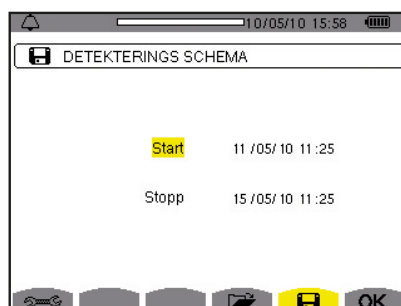 10/05/10 15:58
DETEKTERINGS SCHEMA
Start 11/05/10 11:25
Stopp 15/05/10 11:25
OK